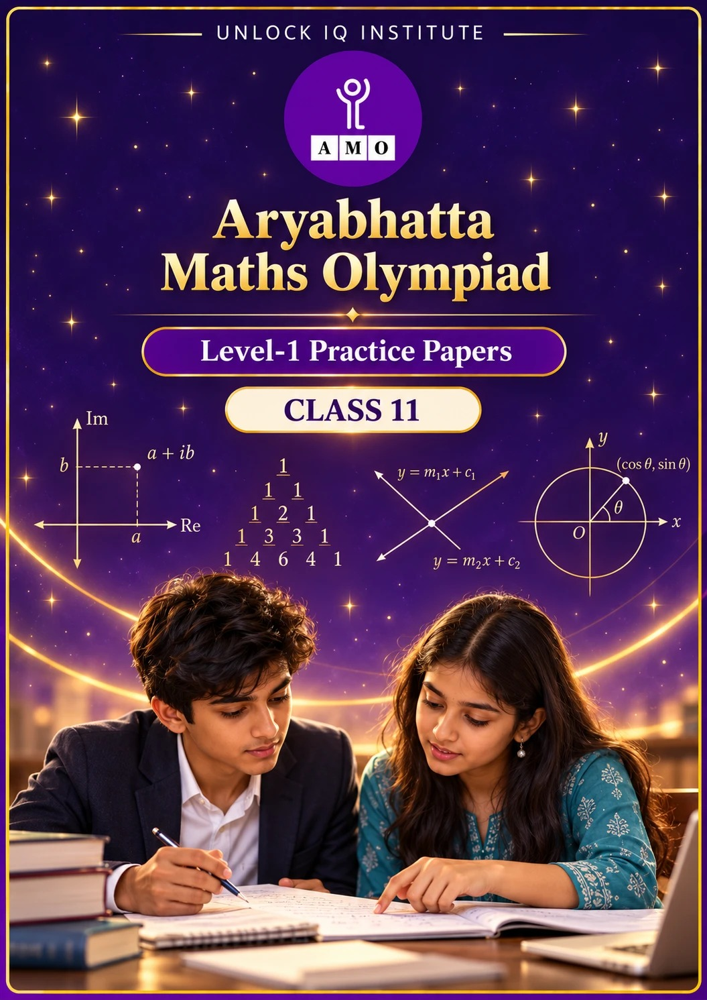 UNLOCK IQ INSTITUTE
A M O
Aryabhatta
Maths Olympiad
Level-1 Practice Papers
CLASS 11
Im
a + ib
b
Re
a
1
1 1
1 2 1
1 3 3 1
1 4 6 4 1
y = m₁x + c₁
y = m₂x + c₂
y
(cos θ, sin θ)
θ
x
O